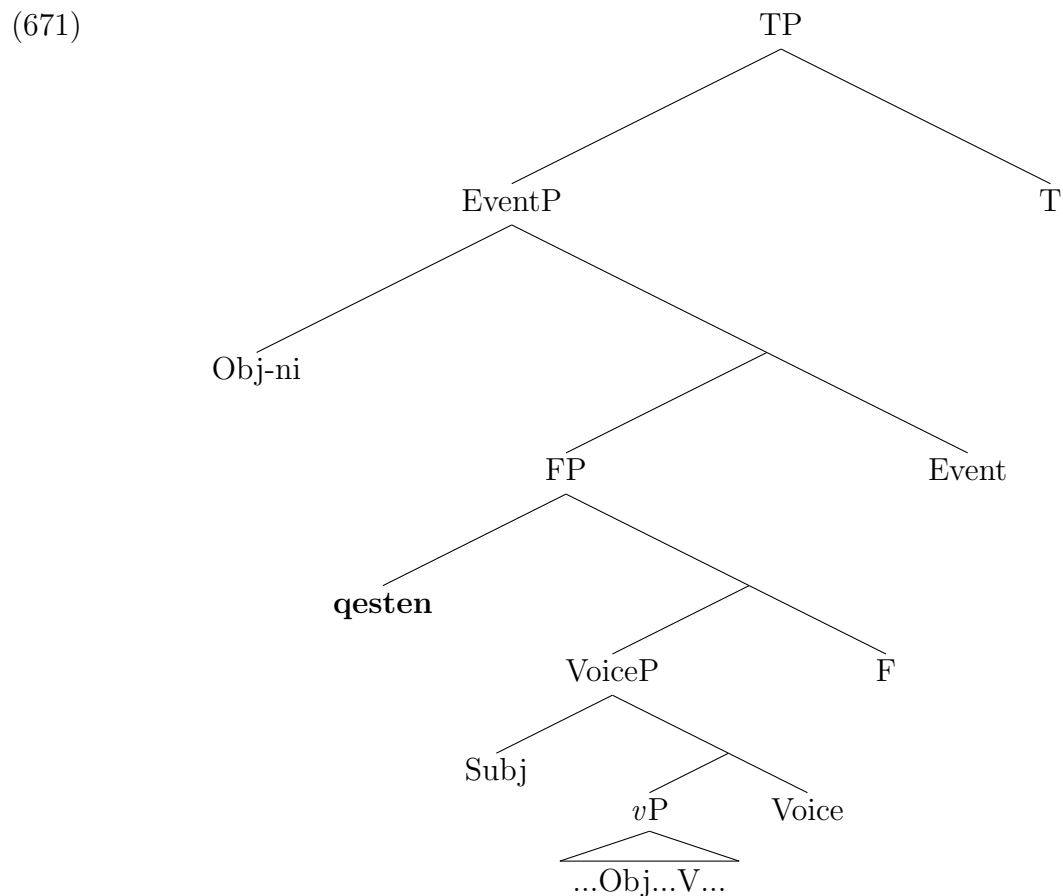 (671)
TP
EventP T
Obj-ni
FP Event
qesten
VoiceP F
Subj
vP Voice
...Obj...V...